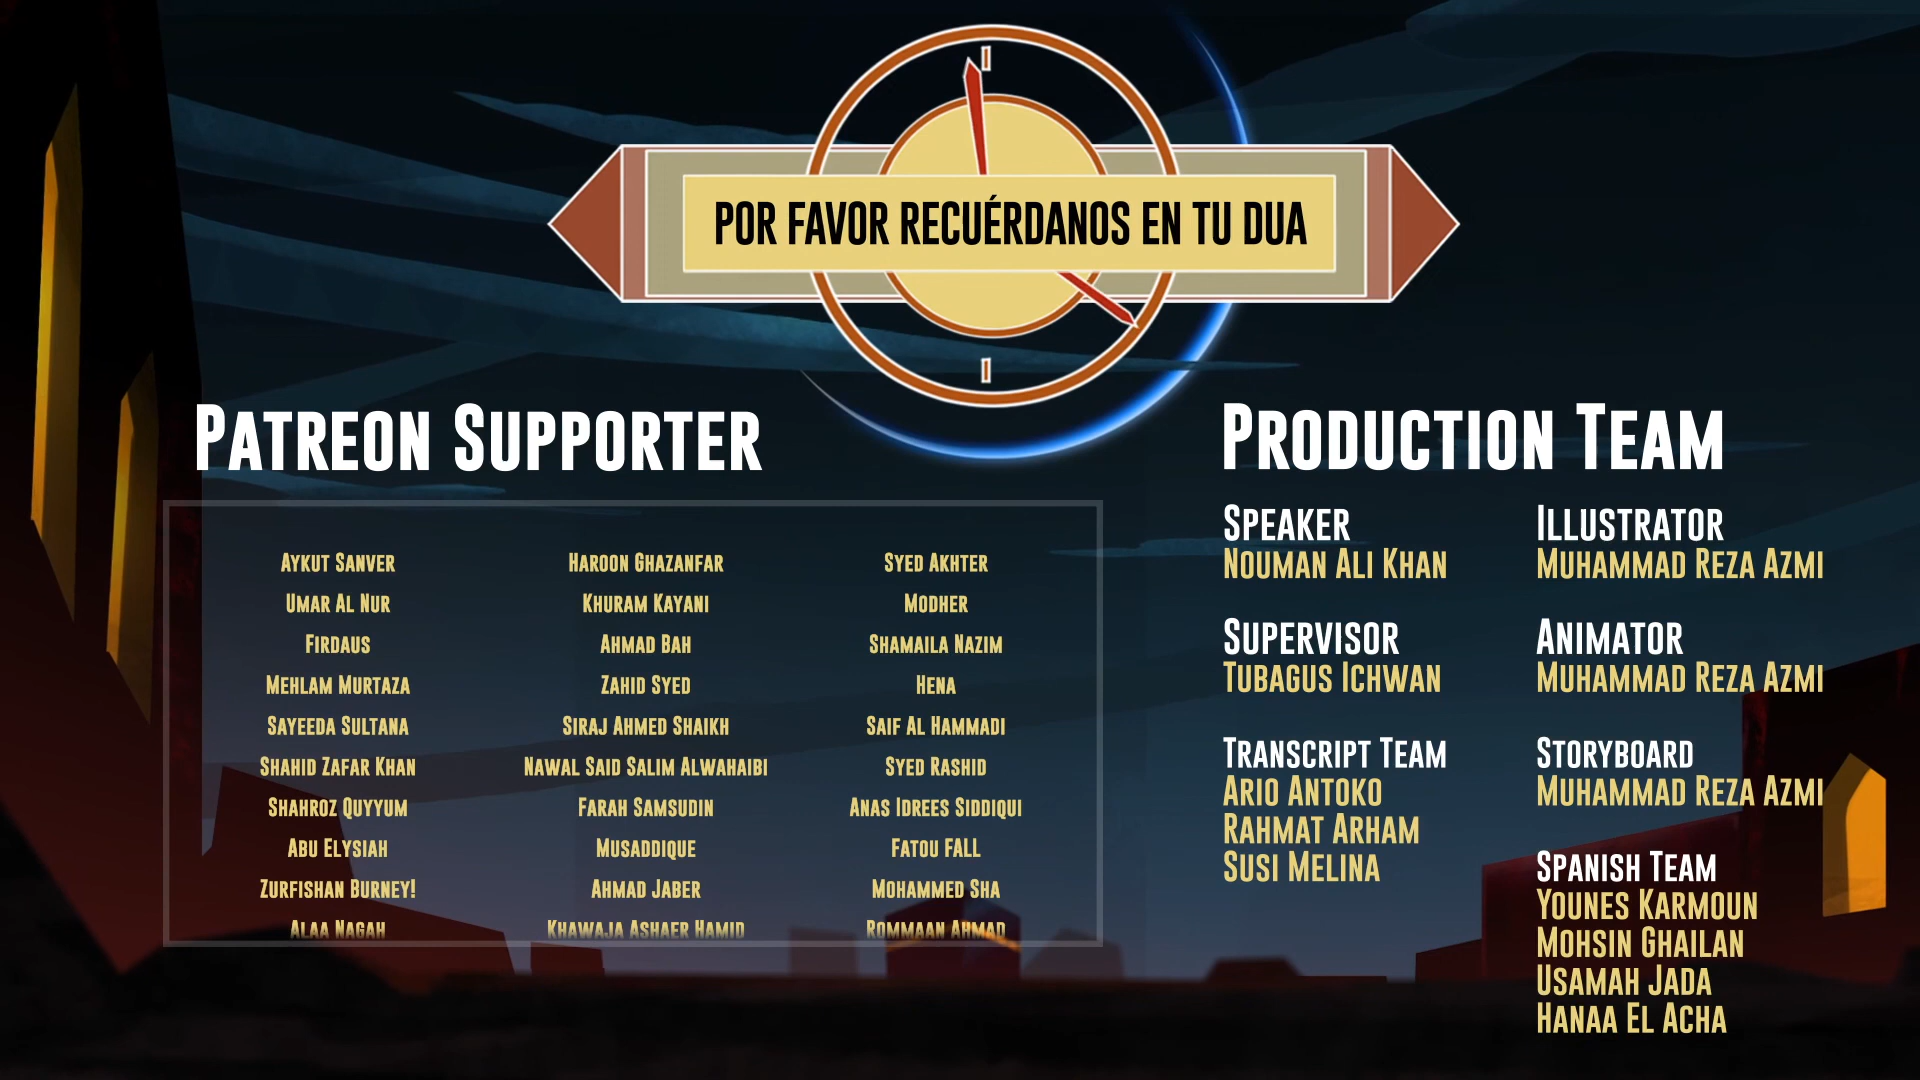 POR FAVOR RECUÉRDANOS EN TU DUA
PATREON SUPPORTER
AYKUT SANVER
UMAR AL NUR
FIRDAUS
MEHLAM MURTAZA
SAYEEDA SULTANA
SHAHID ZAFAR KHAN
SHAHROZ QUYYUM
ABU ELYSIAH
ZURFISHAN BURNEY!
ALAA NAGAH
HAROON GHAZANFAR
KHURAM KAYANI
AHMAD BAH
ZAHID SYED
SIRAJ AHMED SHAIKH
NAWAL SAID SALIM ALWAHAIBI
FARAH SAMSUDIN
MUSADDIQUE
AHMAD JABER
KHAWAJA ASHAER HAMID
SYED AKHTER
MODHER
SHAMAILA NAZIM
HENA
SAIF AL HAMMADI
SYED RASHID
ANAS IDREES SIDDIQUI
FATOU FALL
MOHAMMED SHA
ROMMAAN AHMAD
PRODUCTION TEAM
SPEAKER
NOUMAN ALI KHAN
SUPERVISOR
TUBAGUS ICHWAN
TRANSCRIPT TEAM
ARIO ANTOKO
RAHMAT ARHAM
SUSI MELINA
ILLUSTRATOR
MUHAMMAD REZA AZMI
ANIMATOR
MUHAMMAD REZA AZMI
STORYBOARD
MUHAMMAD REZA AZMI
SPANISH TEAM
YOUNES KARMOUN
MOHSIN GHAILAN
USAMAH JADA
HANAA EL ACHA